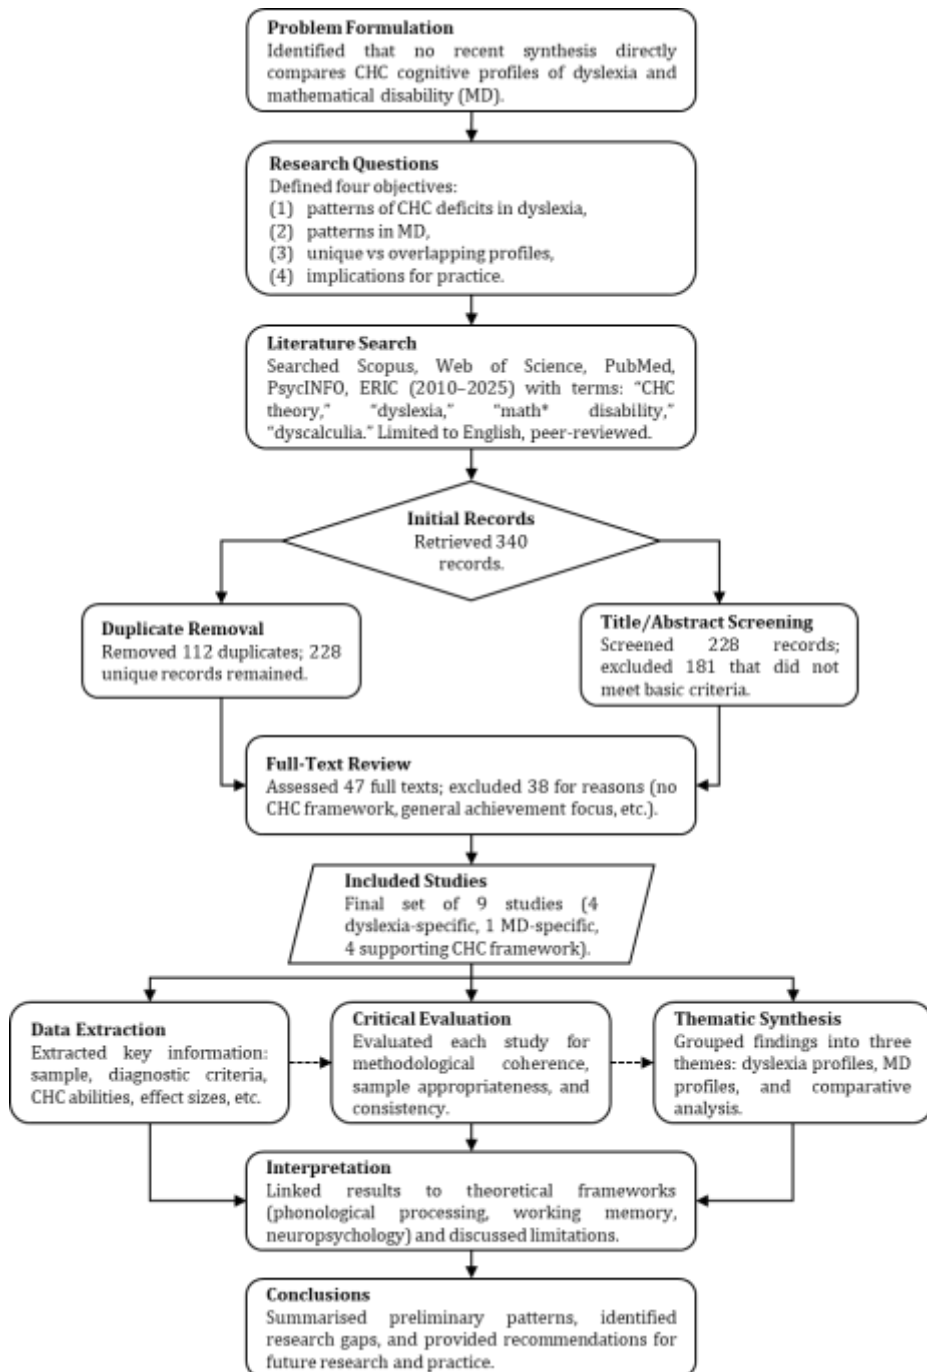 Problem Formulation
Identified that no recent synthesis directly
compares CHC cognitive profiles of dyslexia and
mathematical disability (MD).
Research Questions
Defined four objectives:
(1) patterns of CHC deficits in dyslexia,
(2) patterns in MD,
(3) unique vs overlapping profiles,
(4) implications for practice.
Literature Search
Searched Scopus, Web of Science, PubMed,
PsycINFO, ERIC (2010–2025) with terms: “CHC
theory,” “dyslexia,” “math* disability,”
“dyscalculia.” Limited to English, peer-reviewed.
Initial Records
Retrieved 340
records.
Duplicate Removal
Removed 112 duplicates; 228
unique records remained.
Title/Abstract Screening
Screened 228 records;
excluded 181 that did not
meet basic criteria.
Full-Text Review
Assessed 47 full texts; excluded 38 for reasons (no
CHC framework, general achievement focus, etc.).
Included Studies
Final set of 9 studies (4
dyslexia-specific, 1 MD-specific,
4 supporting CHC framework).
Data Extraction
Extracted key information:
sample, diagnostic criteria,
CHC abilities, effect sizes, etc.
Critical Evaluation
Evaluated each study for
methodological coherence,
sample appropriateness, and
consistency.
Thematic Synthesis
Grouped findings into three
themes: dyslexia profiles, MD
profiles, and comparative
analysis.
Interpretation
Linked results to theoretical frameworks
(phonological processing, working memory,
neuropsychology) and discussed limitations.
Conclusions
Summarised preliminary patterns, identified
research gaps, and provided recommendations for
future research and practice.